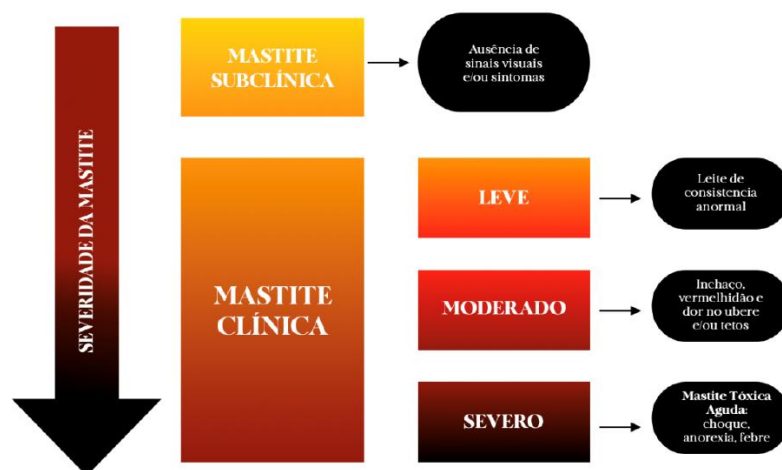 SEVERIDADE DA MASTITE
MASTITE
SUBCLÍNICA
Ausência de
sinais visuais
e/ou sintomas
MASTITE
CLÍNICA
LEVE
Leite de
consistencia
anormal
MODERADO
Inchaço,
vermelhidão e
dor no ubere
e/ou tetos
SEVERO
Mastite Tóxica
Aguda:
choque,
anorexia, febre